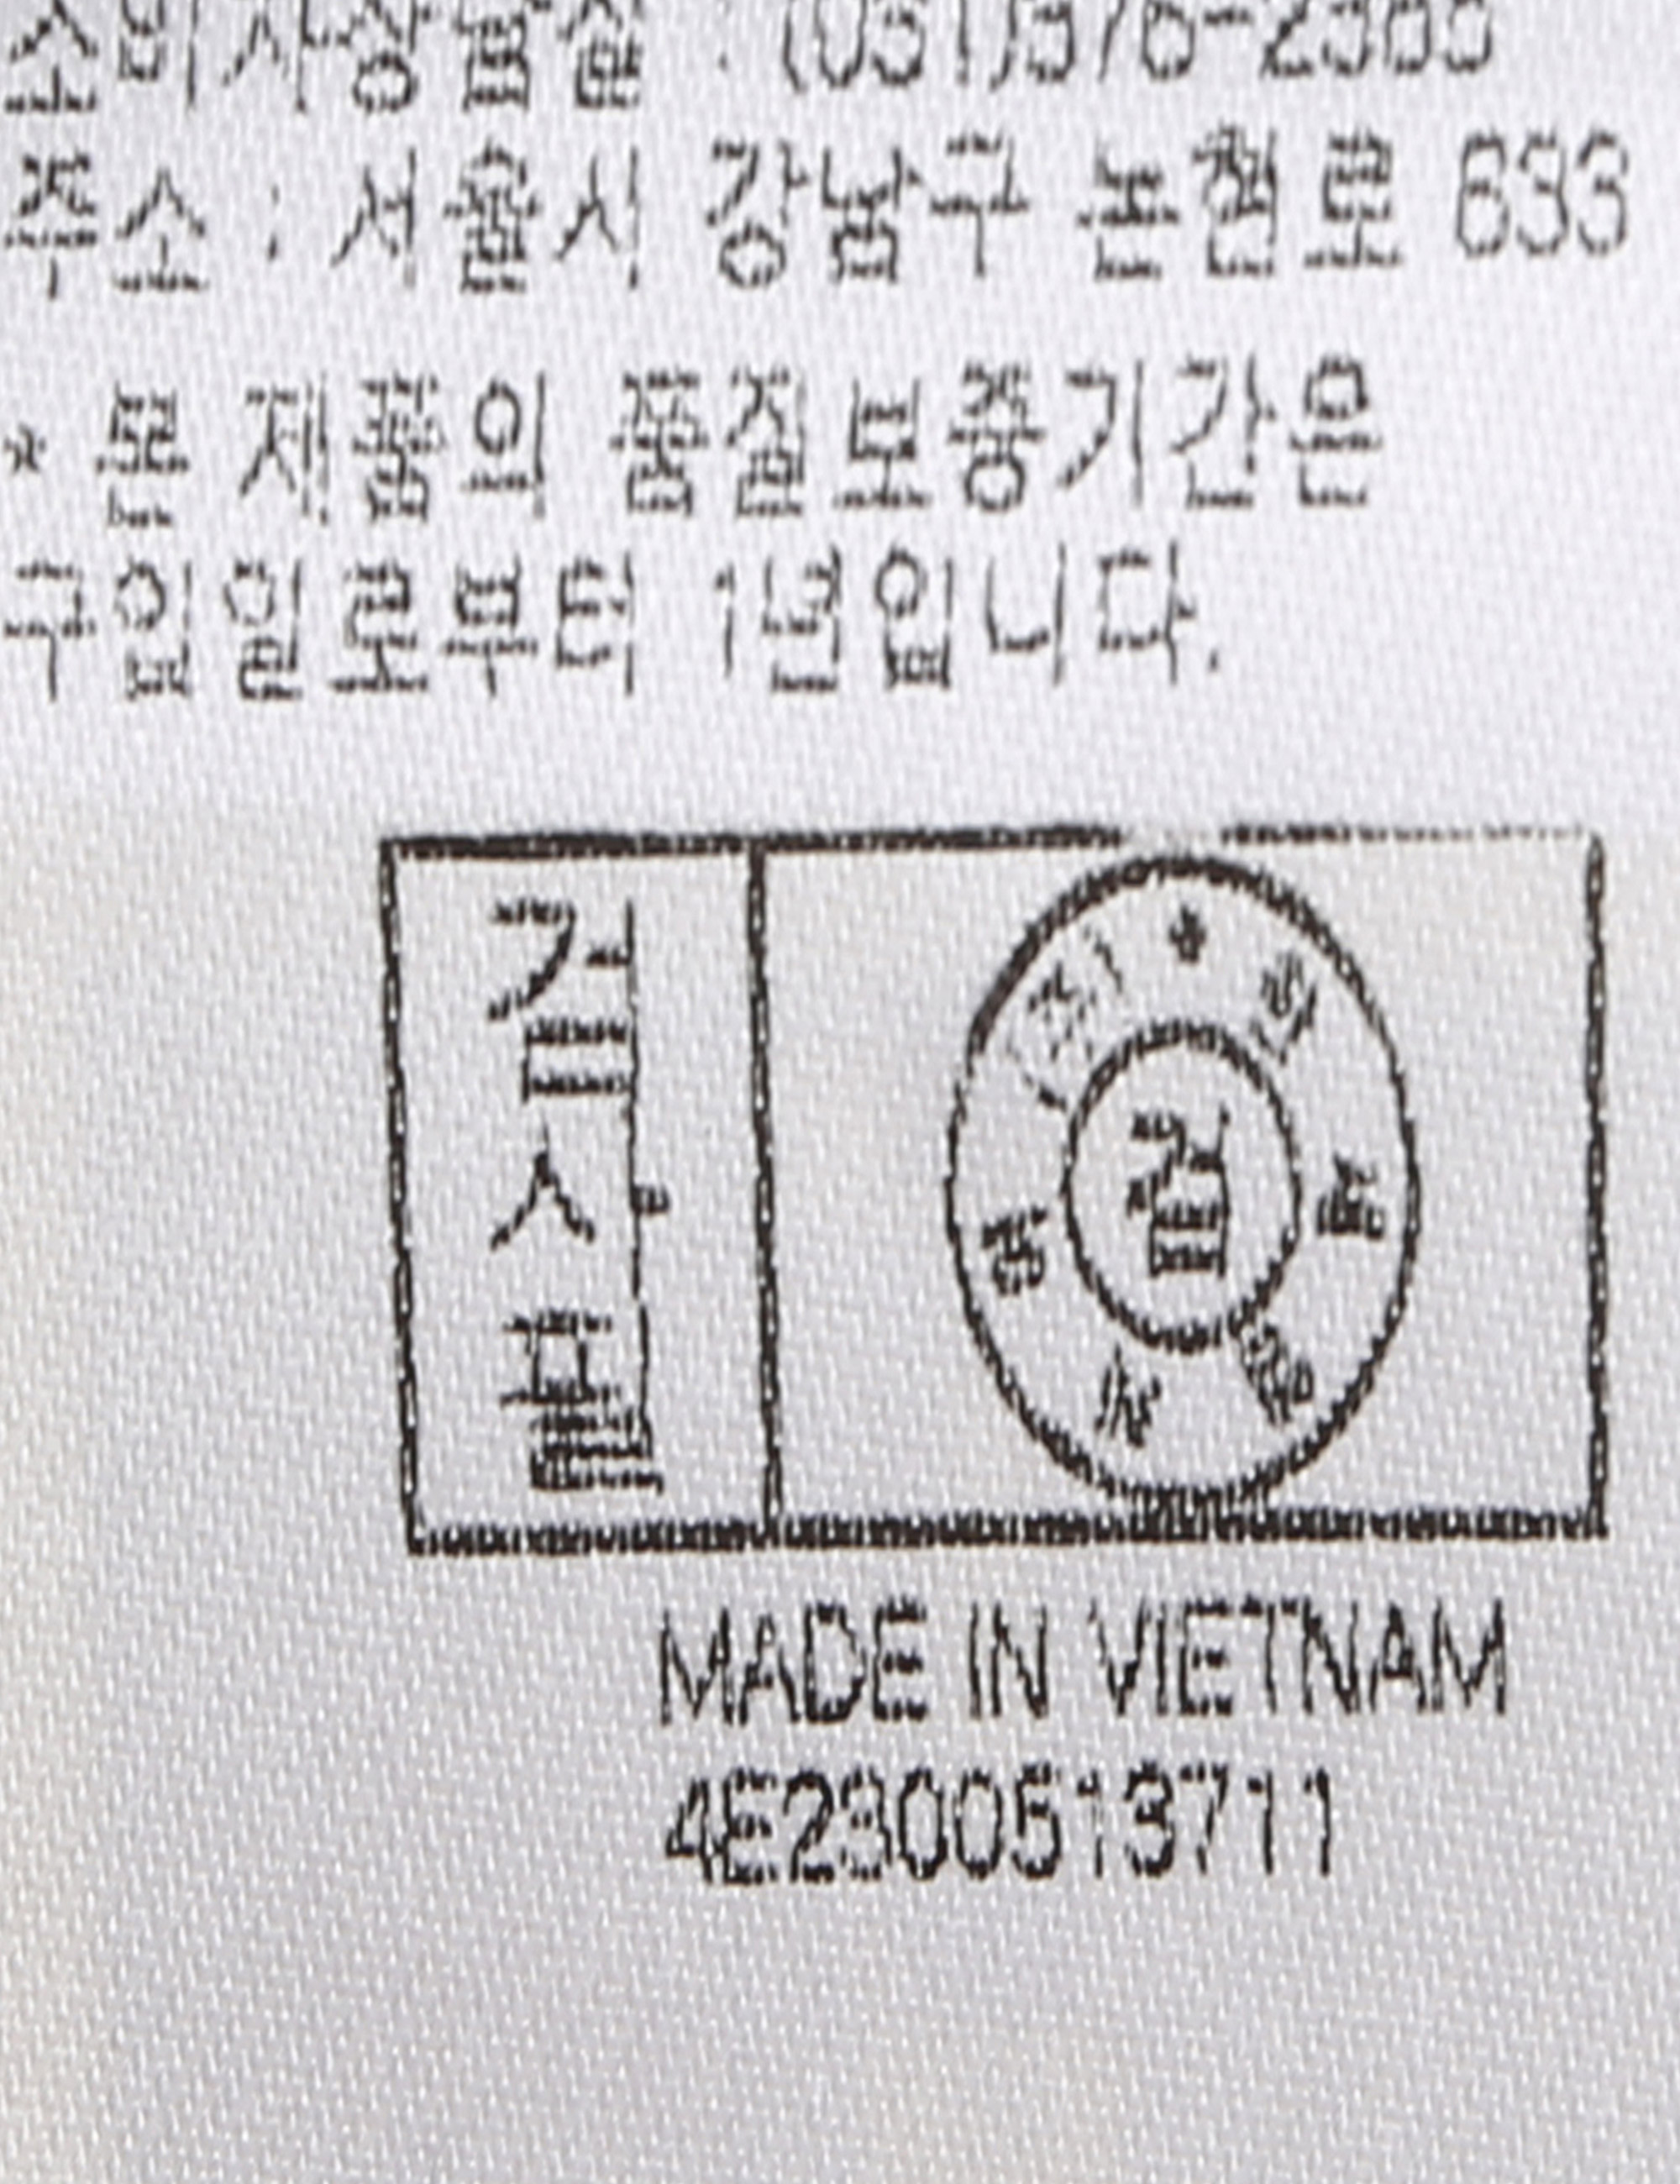 소비자상담실 : (031)376-2385
주소 : 서울시 강남구 논현로 633
* 본 제품의 품질보증기간은
구입일로부터 1년입니다.
검사필
검
MADE IN VIETNAM
4E2300513711